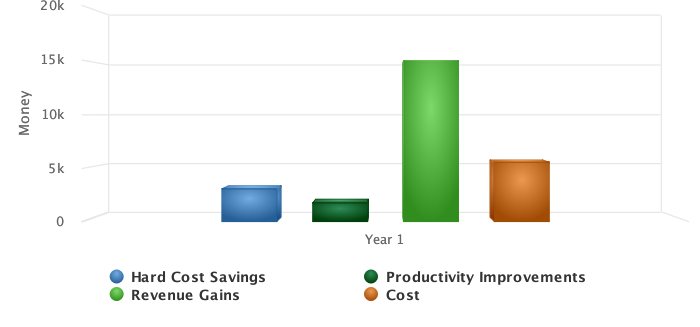 20k
15k
10k
5k
0
Money
Year 1
Hard Cost Savings
Productivity Improvements
Revenue Gains
Cost